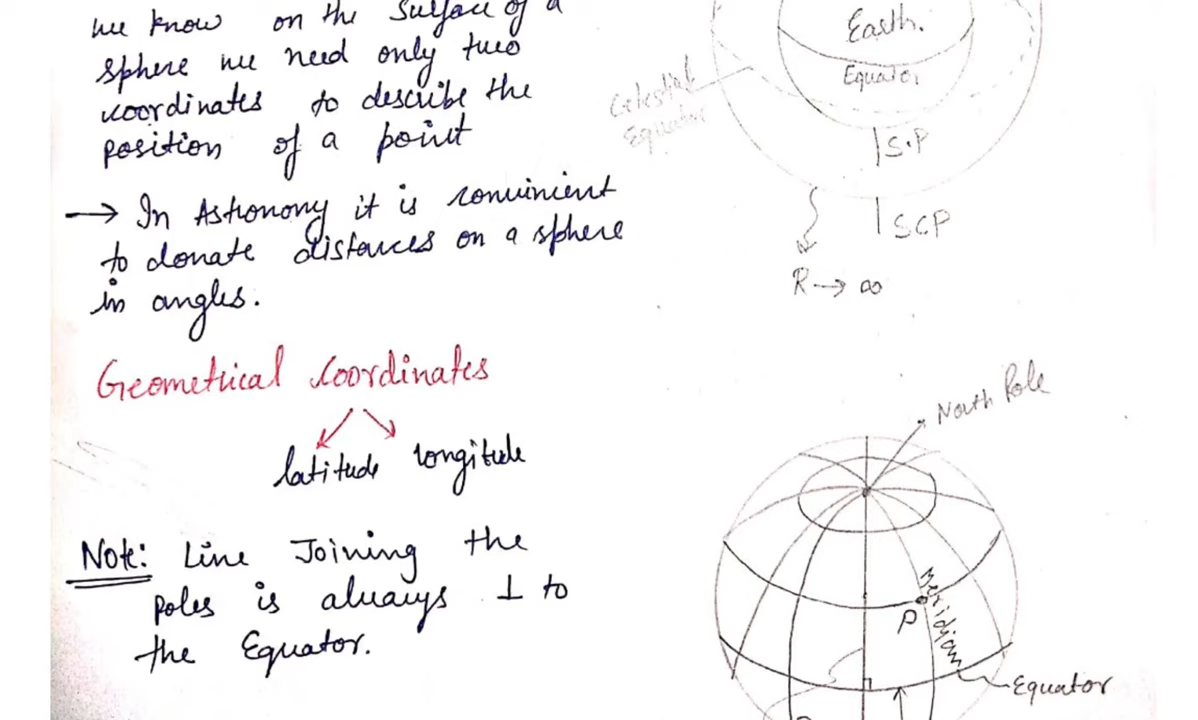 we know on the surface of a
sphere we need only two
coordinates to describe the
position of a point
→ In Astronomy it is convinient
to donate distances on a sphere
in angles.
Geometrical Coordinates
latitude longitude
Note: Line Joining the
poles is always ⊥ to
the Equator.
Earth.
Equator
Celestial
Equator
S.P
SCP
R → ∞
North Pole
Meridian
P
Equator